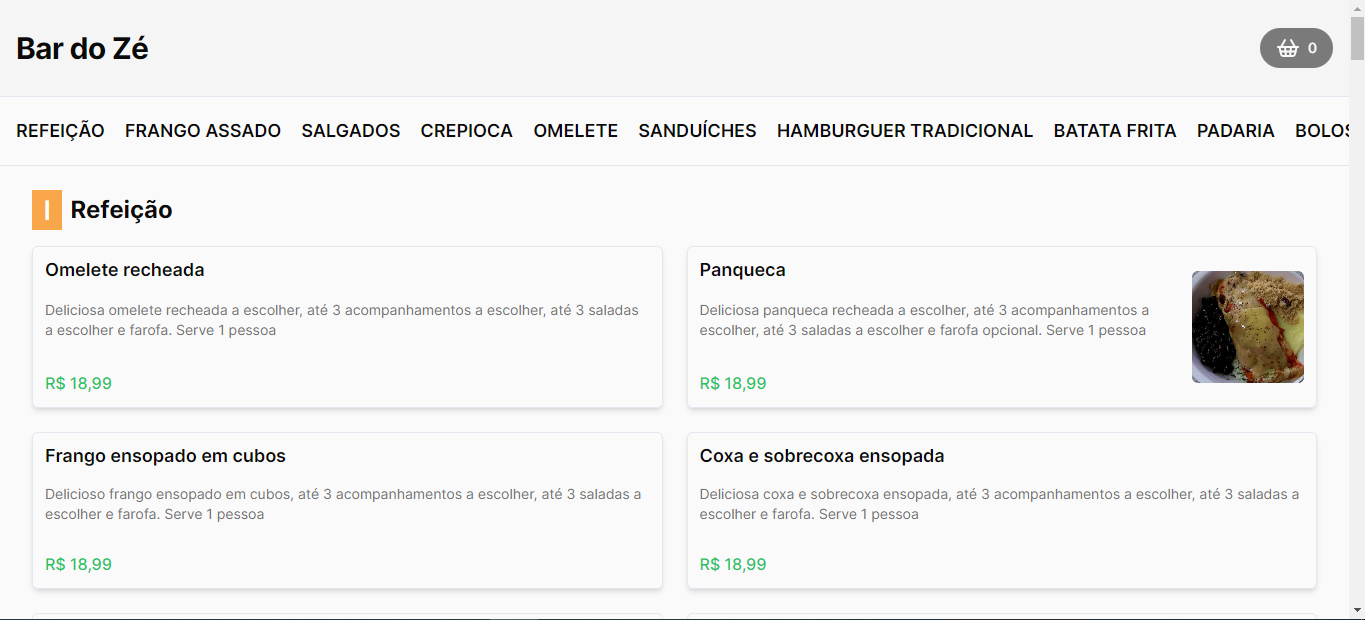 Bar do Zé
0
REFEIÇÃO FRANGO ASSADO SALGADOS CREPIOCA OMELETE SANDUÍCHES HAMBURGUER TRADICIONAL BATATA FRITA PADARIA BOLOS
Refeição
Omelete recheada
Deliciosa omelete recheada a escolher, até 3 acompanhamentos a escolher, até 3 saladas
a escolher e farofa. Serve 1 pessoa
R$ 18,99
Panqueca
Deliciosa panqueca recheada a escolher, até 3 acompanhamentos a
escolher, até 3 saladas a escolher e farofa opcional. Serve 1 pessoa
R$ 18,99
Frango ensopado em cubos
Delicioso frango ensopado em cubos, até 3 acompanhamentos a escolher, até 3 saladas a
escolher e farofa. Serve 1 pessoa
R$ 18,99
Coxa e sobrecoxa ensopada
Deliciosa coxa e sobrecoxa ensopada, até 3 acompanhamentos a escolher, até 3 saladas a
escolher e farofa. Serve 1 pessoa
R$ 18,99